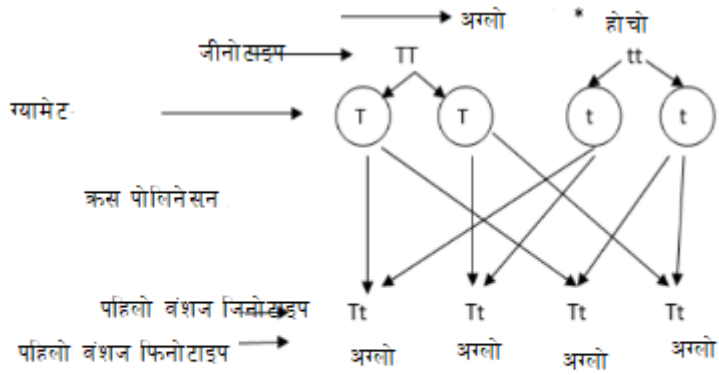 अग्लो * होचो
जीनोटाइप TT tt
ग्यामेट T T t t
क्रस पोलिनेसन
पहिलो वंशज जिनोटाइप Tt Tt Tt Tt
पहिलो वंशज फिनोटाइप अग्लो अग्लो अग्लो अग्लो